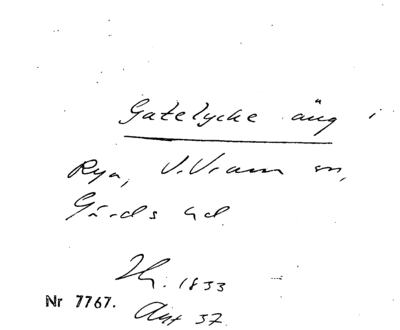 Gatelycke äng i
Rya, V. Vram sn,
Gärds hd.
1833
Nr 7767.
Akt 37.